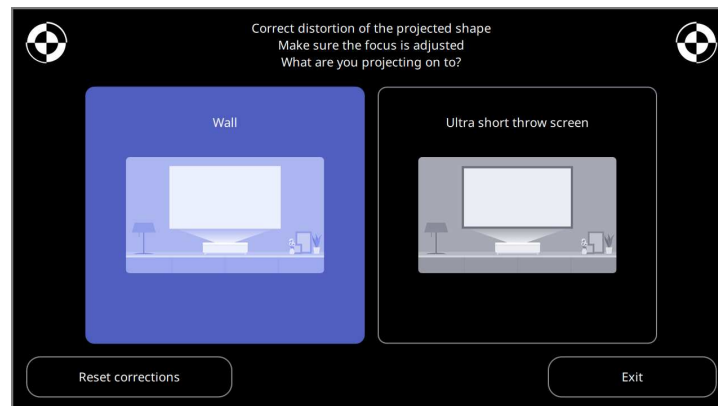 Correct distortion of the projected shape
Make sure the focus is adjusted
What are you projecting on to?
Wall
Ultra short throw screen
Reset corrections
Exit